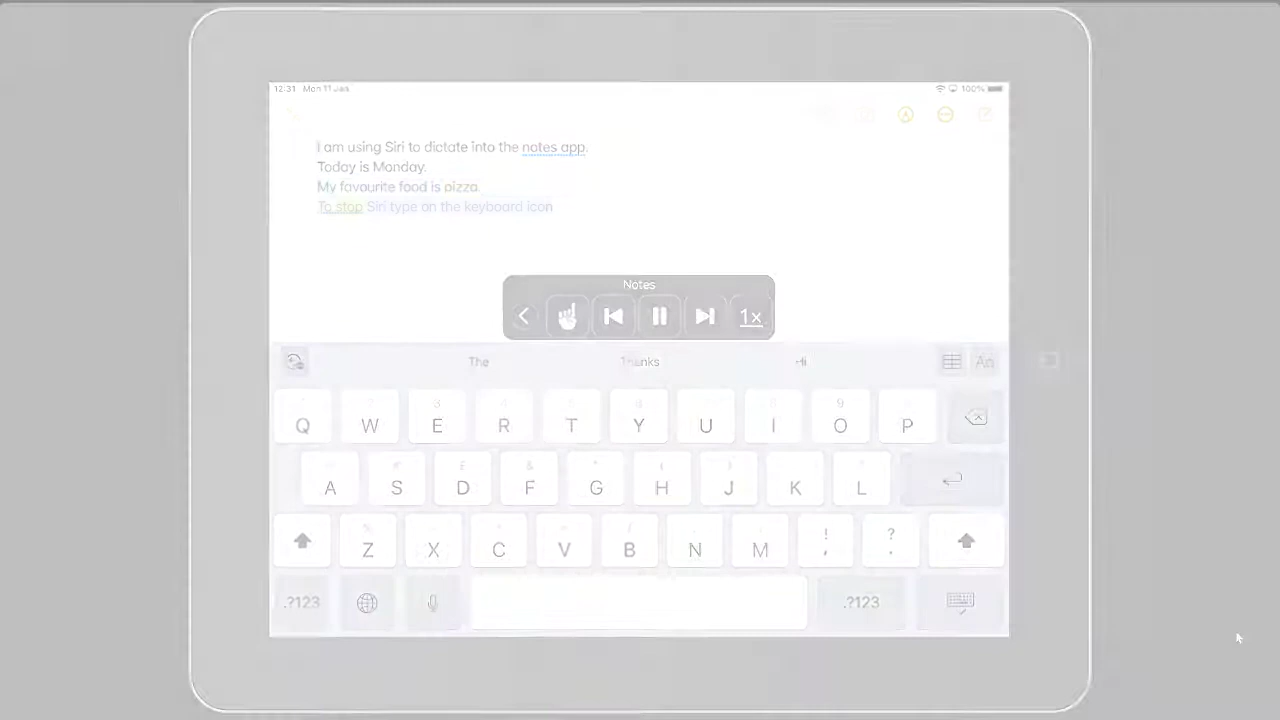 12:31 Mon 11 Jan
100%
I am using Siri to dictate into the notes app.
Today is Monday.
My favourite food is pizza.
To stop Siri type on the keyboard icon
Notes
1x
The Thanks Hi
Aa
Q W E R T Y U I O P
A S D F G H J K L
Z X C V B N M ! , ? .
.?123 .?123